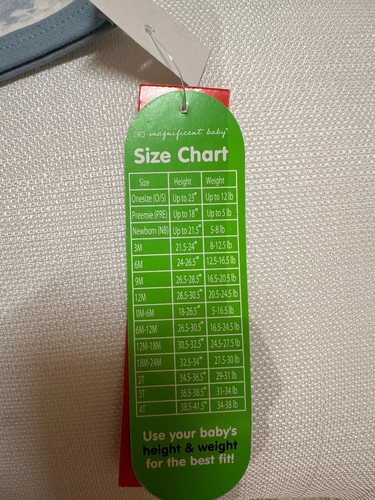 magnificent baby™
Size Chart
Size Height Weight
Onesize (O/S) Up to 23" Up to 12 lb
Preemie (PRE) Up to 18" Up to 5 lb
Newborn (NB) Up to 21.5" 5-8 lb
3M 21.5-24" 8-12.5 lb
6M 24-26.5" 12.5-16.5 lb
9M 26.5-28.5" 16.5-20.5 lb
12M 28.5-30.5" 20.5-24.5 lb
0M-6M 18-26.5" 5-16.5 lb
6M-12M 26.5-30.5" 16.5-24.5 lb
12M-18M 30.5-32.5" 24.5-27.5 lb
18M-24M 32.5-34" 27.5-30 lb
2T 34.5-36.5" 29-31 lb
3T 36.5-38.5" 31-34 lb
4T 38.5-41.5" 34-38 lb
Use your baby's
height & weight
for the best fit!